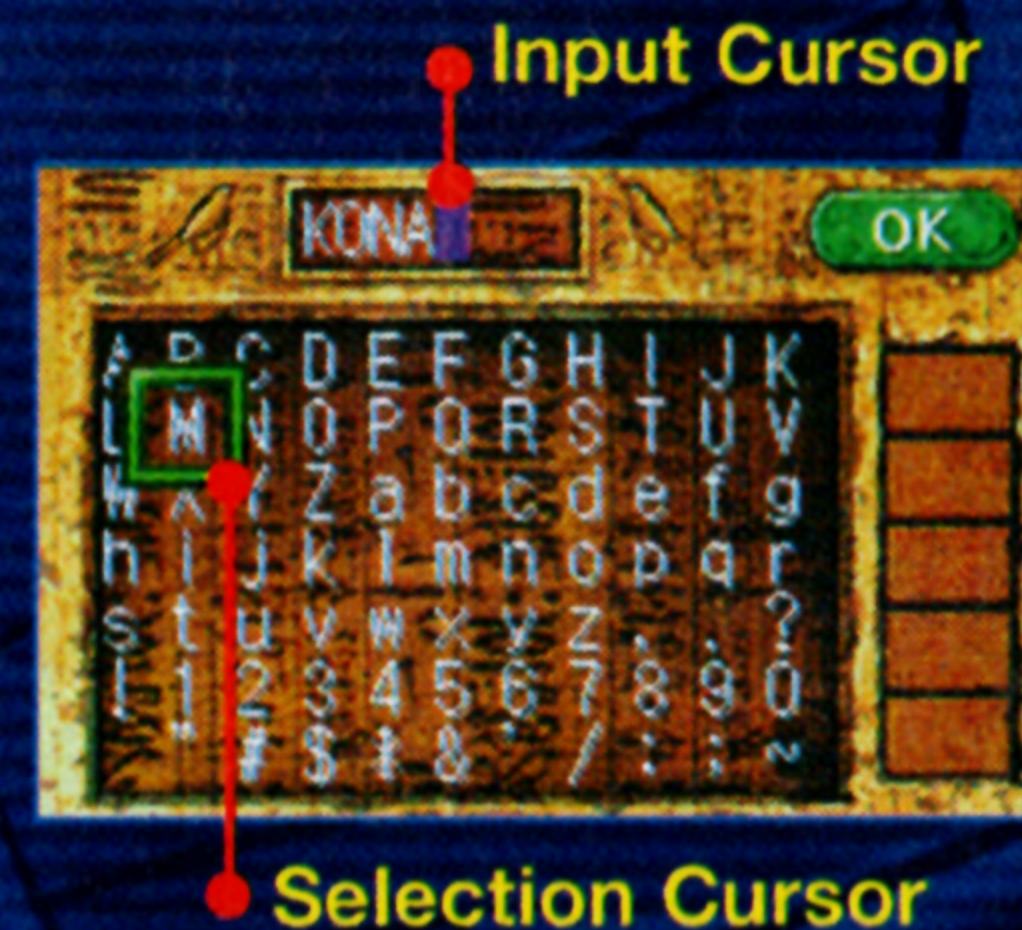 Input Cursor
KONA OK
A B C D E F G H I J K
L M N O P Q R S T U V
W X Y Z a b c d e f g
h i j k l m n o p q r
s t u v w x y z , . ?
! 1 2 3 4 5 6 7 8 9 0
" # $ & ' / : ; ~
Selection Cursor